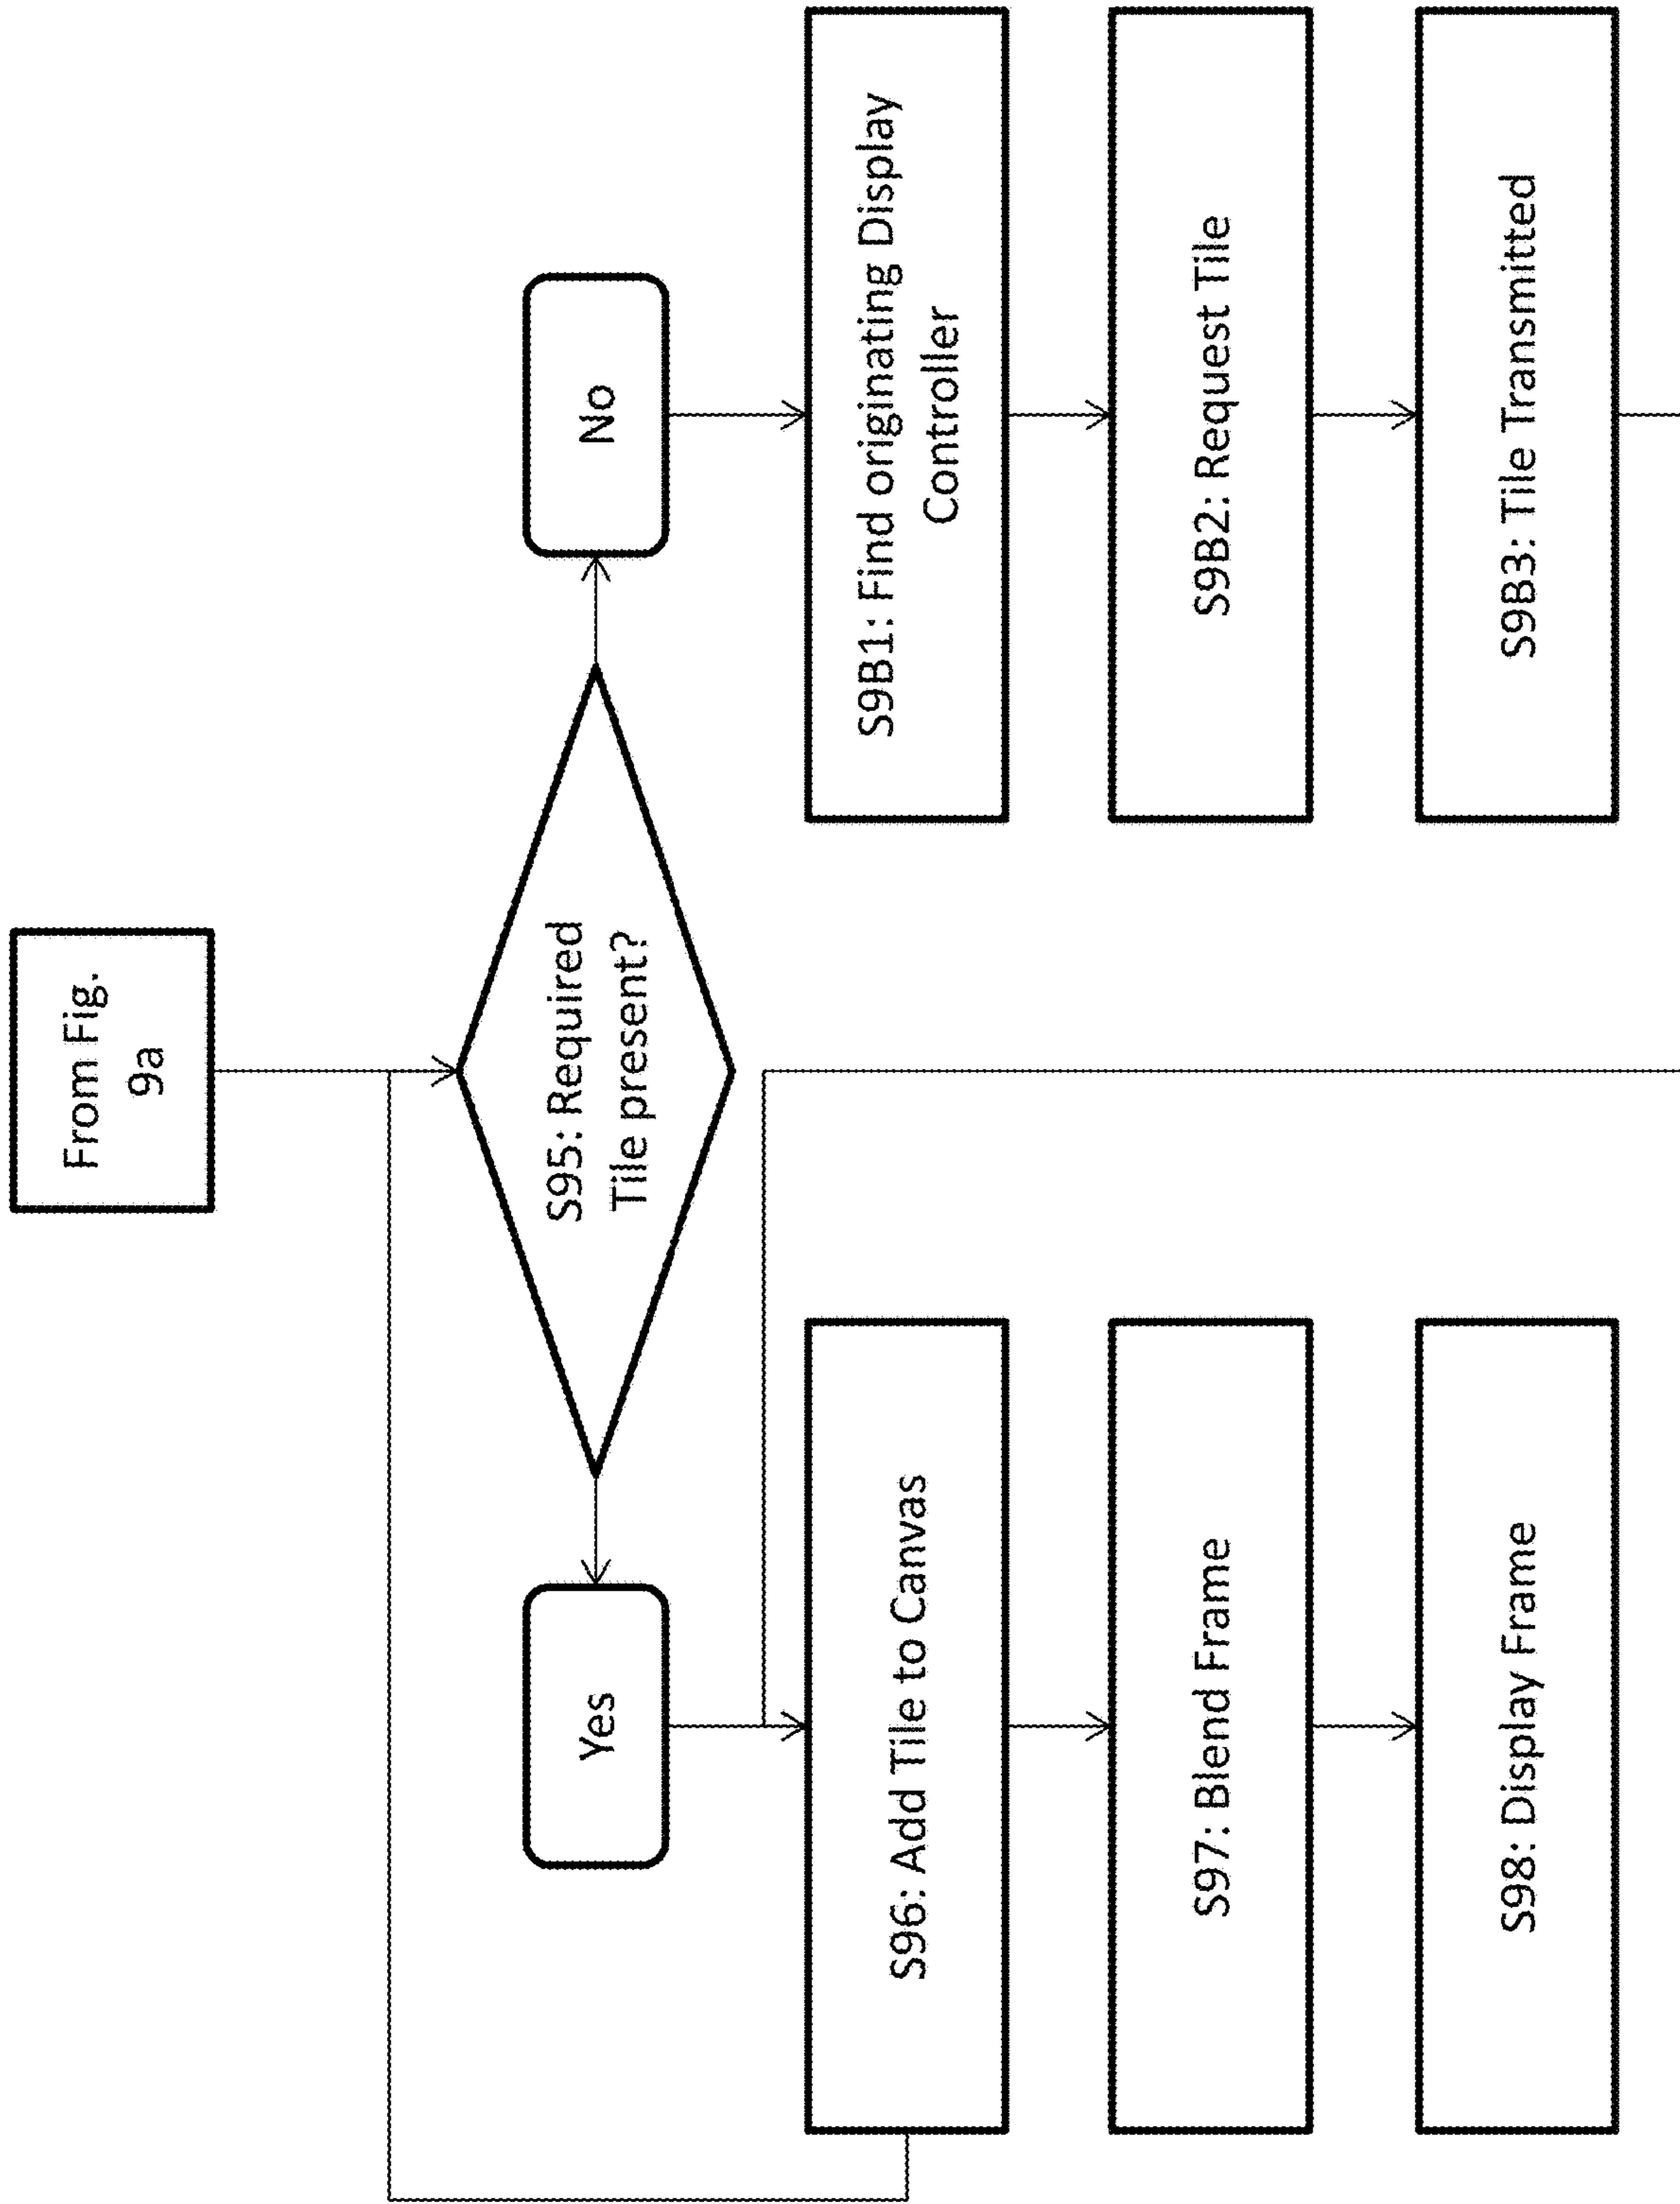 From Fig.
9a
S95: Required
Tile present?
Yes
No
S96: Add Tile to Canvas
S9B1: Find originating Display
Controller
S97: Blend Frame
S9B2: Request Tile
S98: Display Frame
S9B3: Tile Transmitted